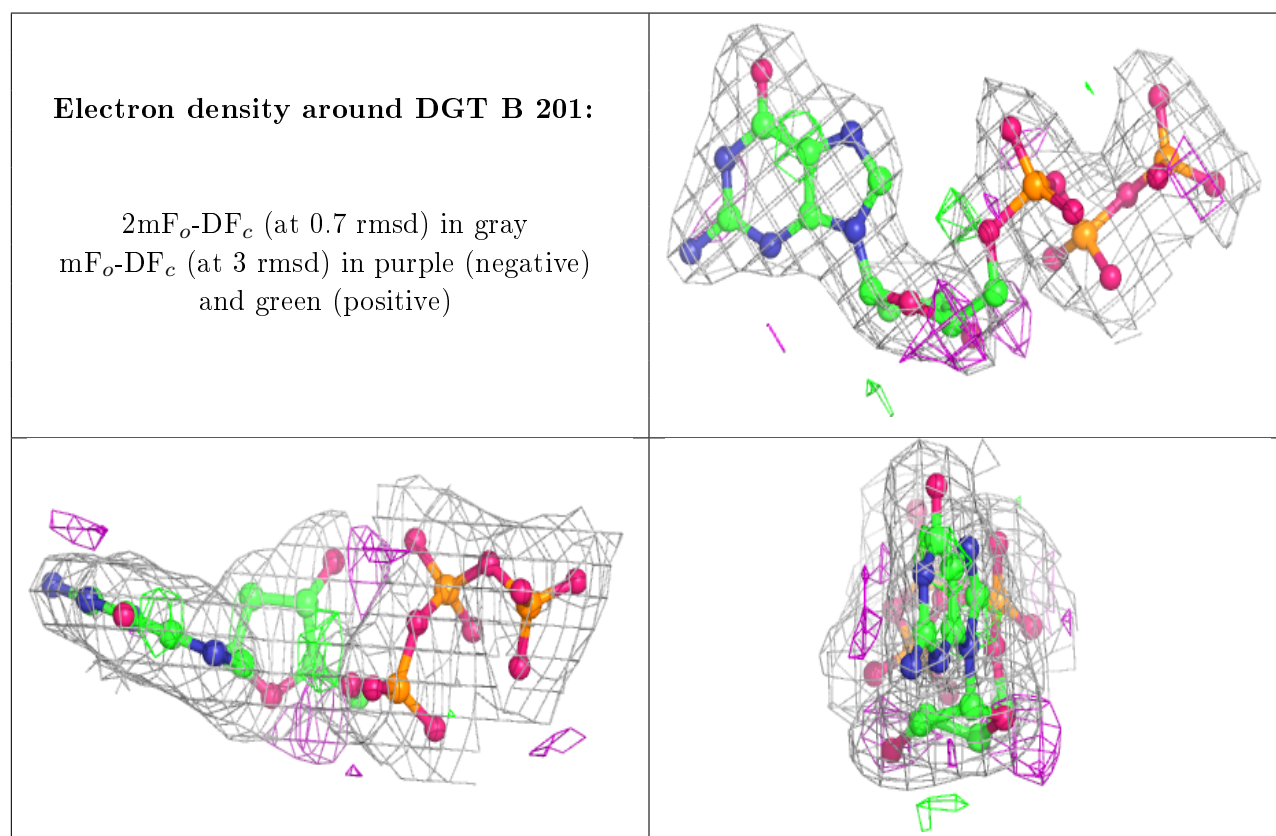 Electron density around DGT B 201:
2mFo-DFc (at 0.7 rmsd) in gray
mFo-DFc (at 3 rmsd) in purple (negative)
and green (positive)